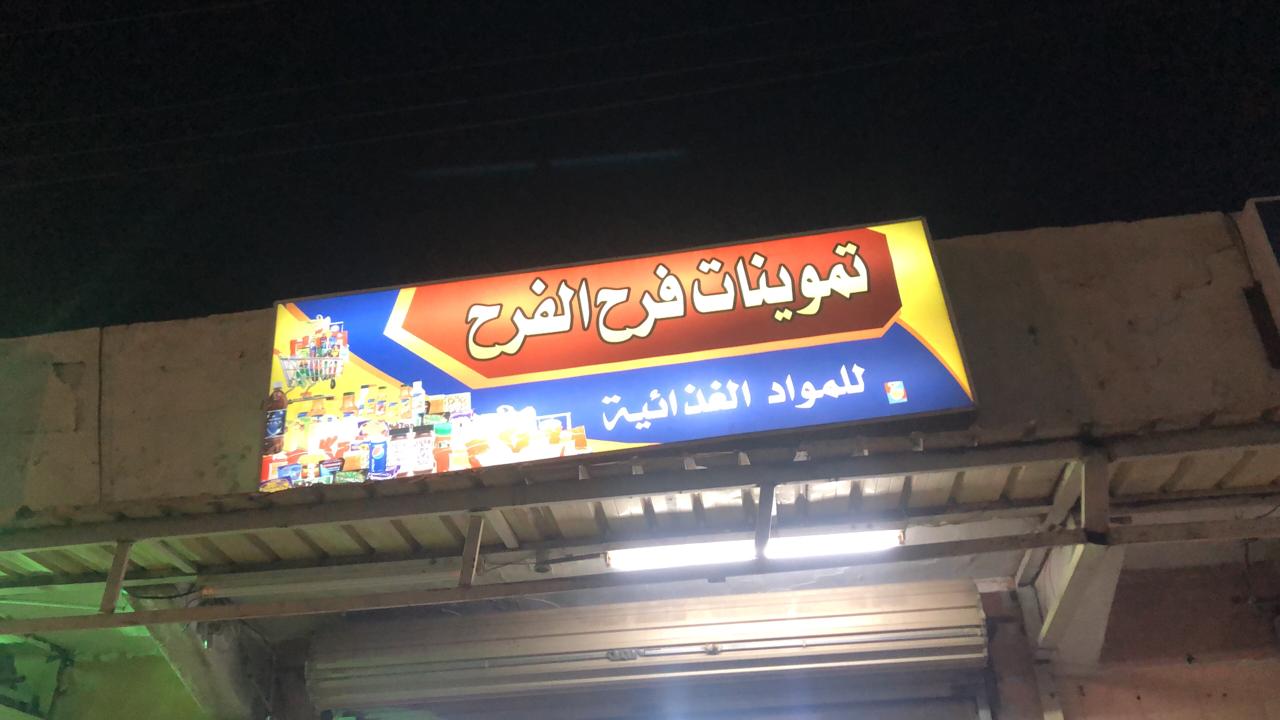 تموينات فرح الفرح
للمواد الغذائية